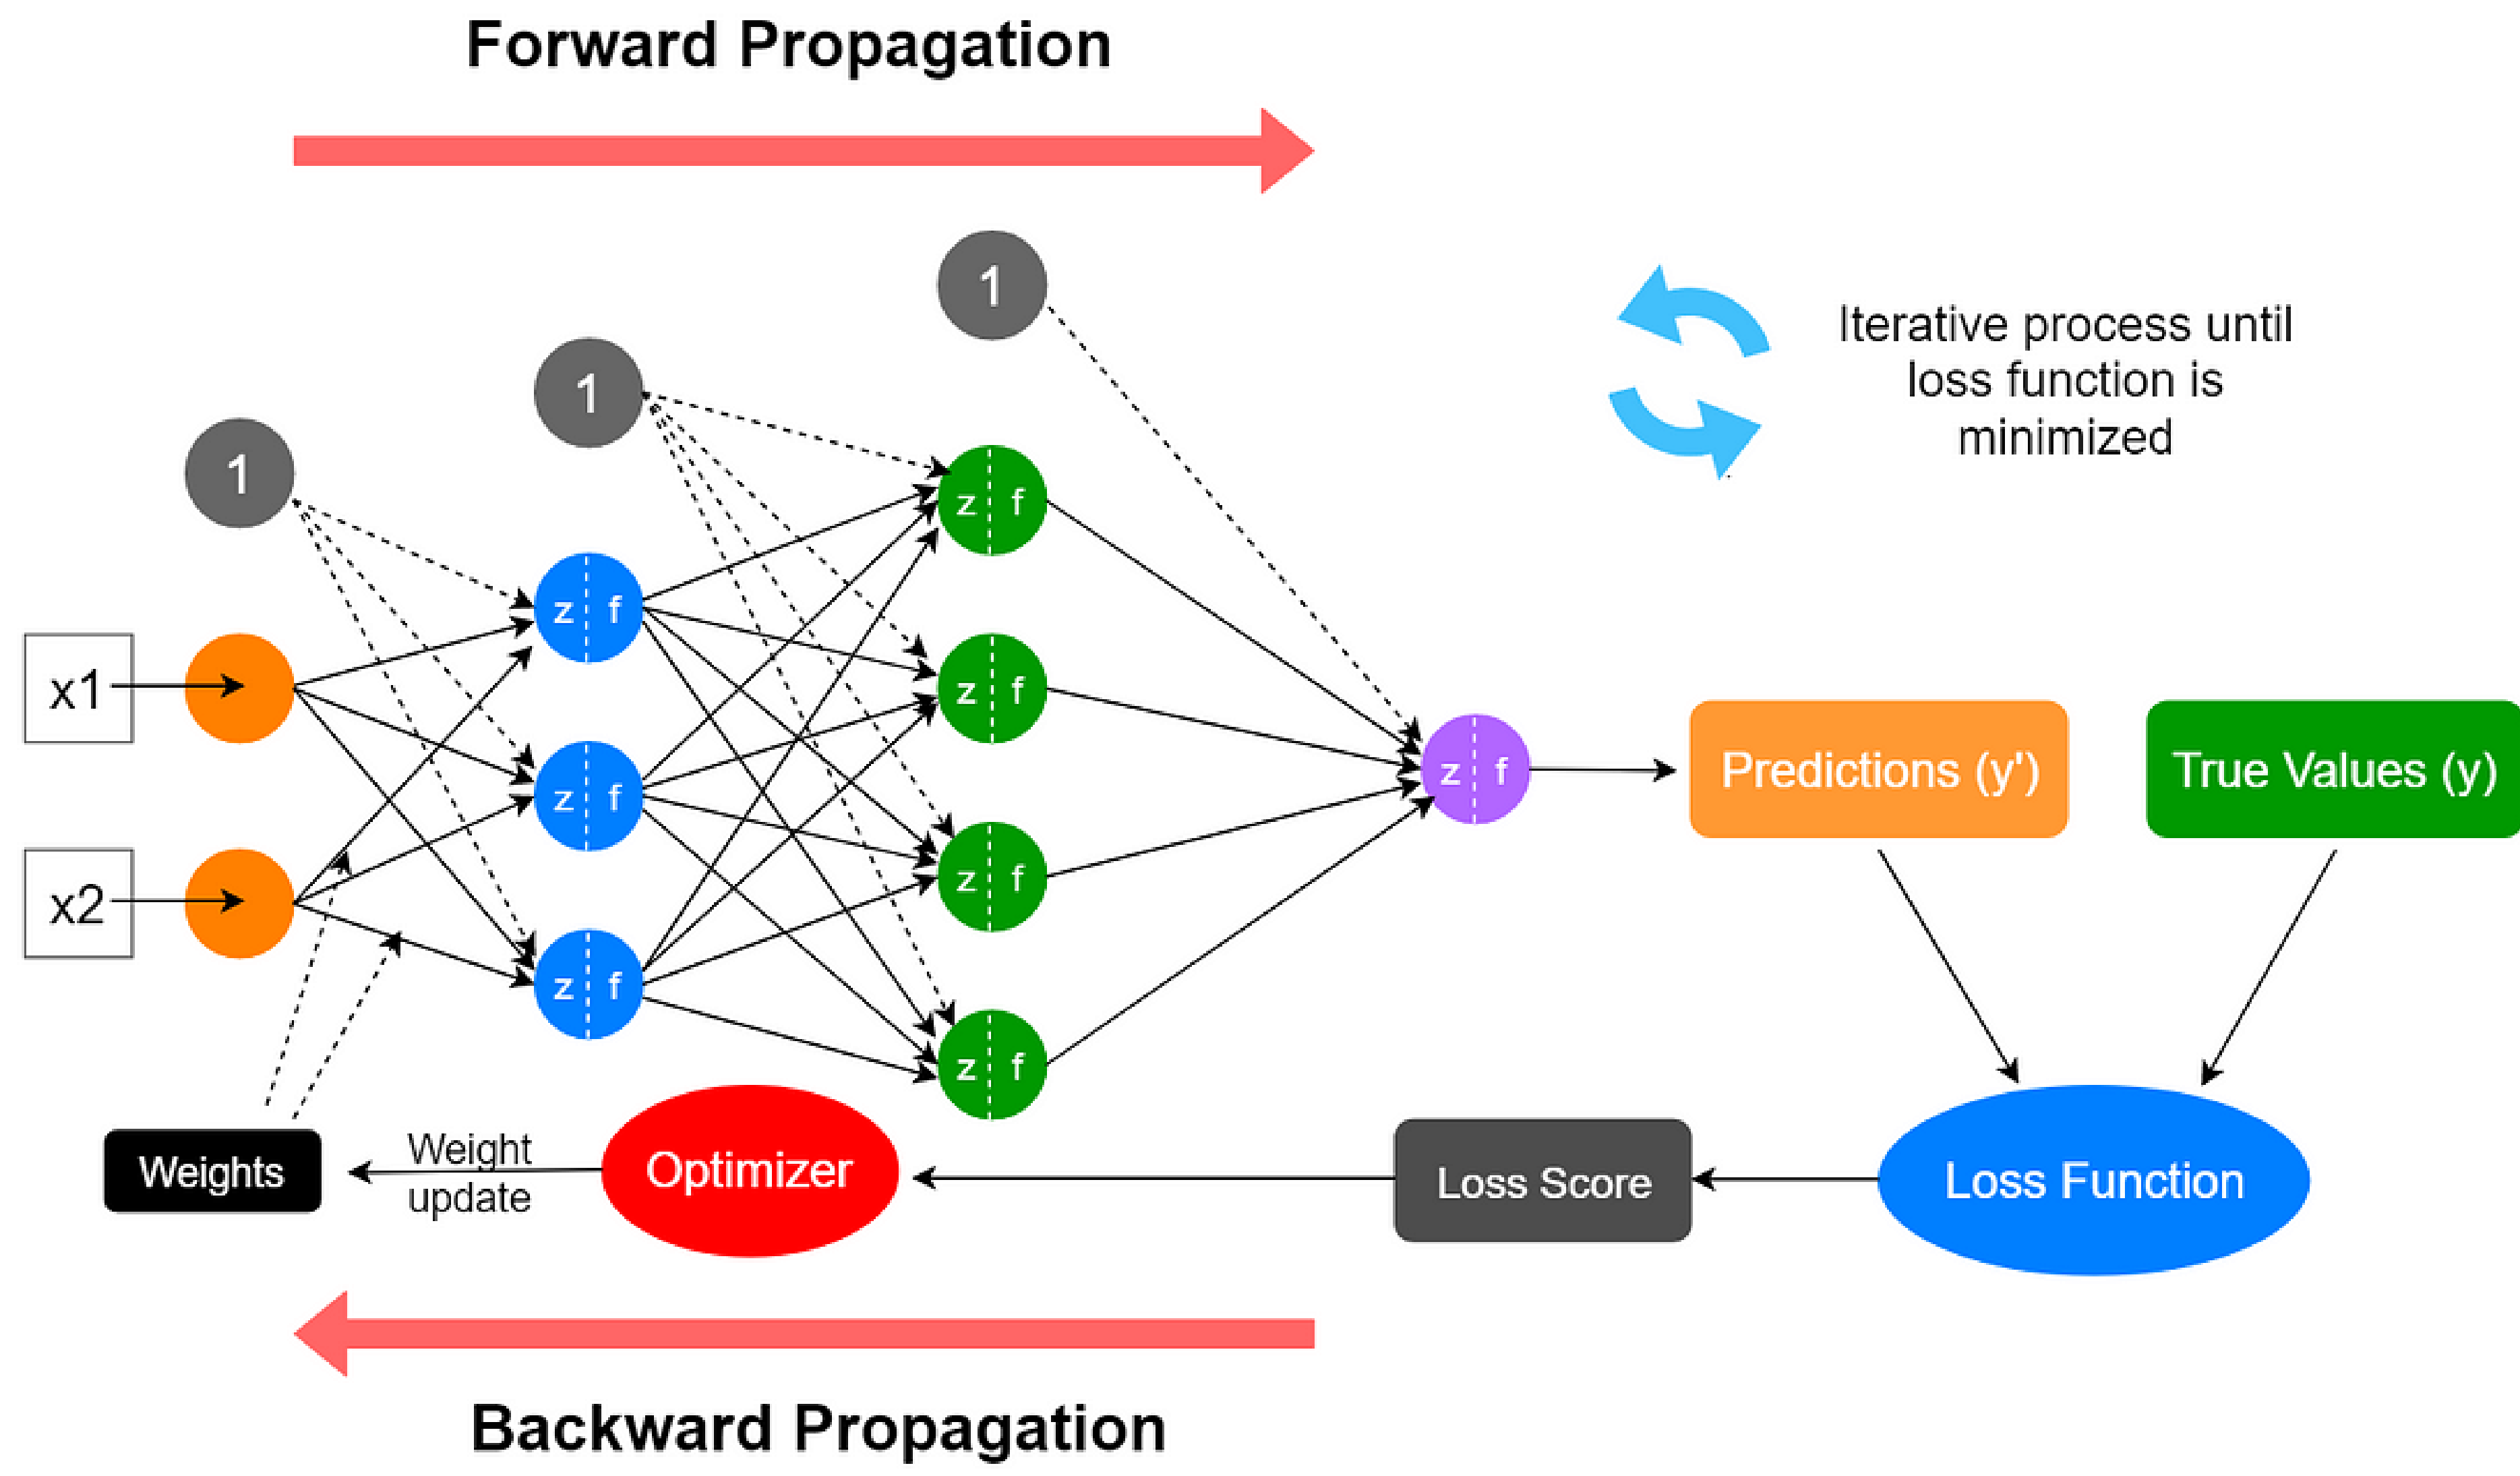 Forward Propagation
1
1
1
Iterative process until
loss function is
minimized
z f
z f
x1
z f
z f
z f
Predictions (y')
True Values (y)
z f
x2
z f
z f
Weights
Weight
update
Optimizer
Loss Score
Loss Function
Backward Propagation